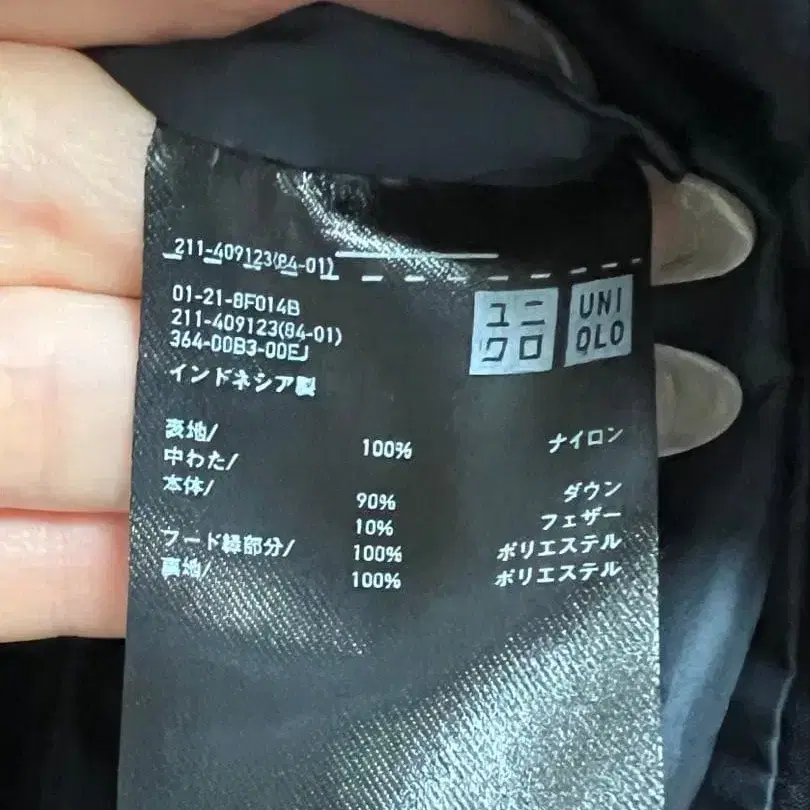 211-409123(84-01)
01-21-8F014B
211-409123(84-01)
364-00B3-00EJ
インドネシア製
ユニ
クロ
UNI
QLO
表地/ 100% ナイロン
中わた/
本体/ 90% ダウン
10% フェザー
フード縁部分/ 100% ポリエステル
裏地/ 100% ポリエステル